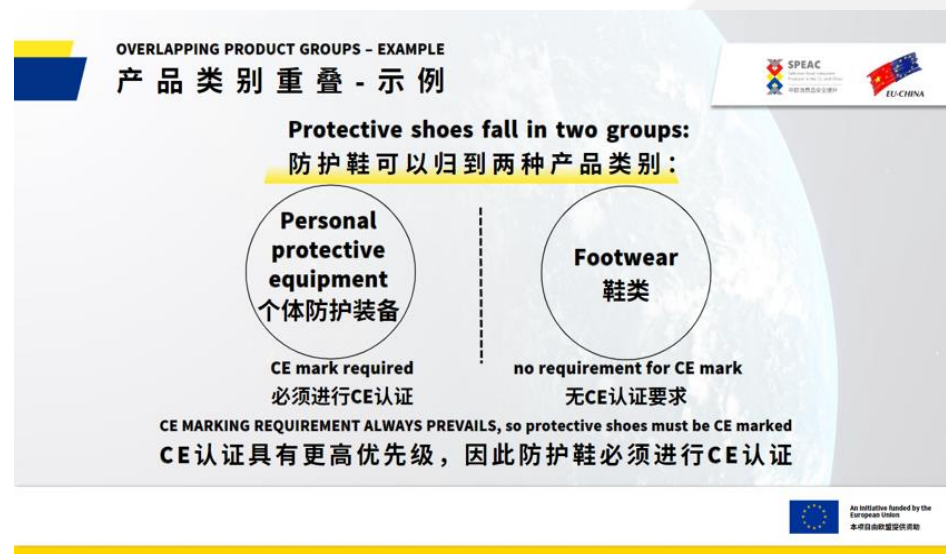 OVERLAPPING PRODUCT GROUPS – EXAMPLE
产品类别重叠-示例
SPEAC
EU-CHINA
Protective shoes fall in two groups:
防护鞋可以归到两种产品类别：
Personal
protective
equipment
个体防护装备
Footwear
鞋类
CE mark required
必须进行CE认证
no requirement for CE mark
无CE认证要求
CE MARKING REQUIREMENT ALWAYS PREVAILS, so protective shoes must be CE marked
CE认证具有更高优先级，因此防护鞋必须进行CE认证
An Initiative funded by the
European Union
本项目由欧盟提供资助